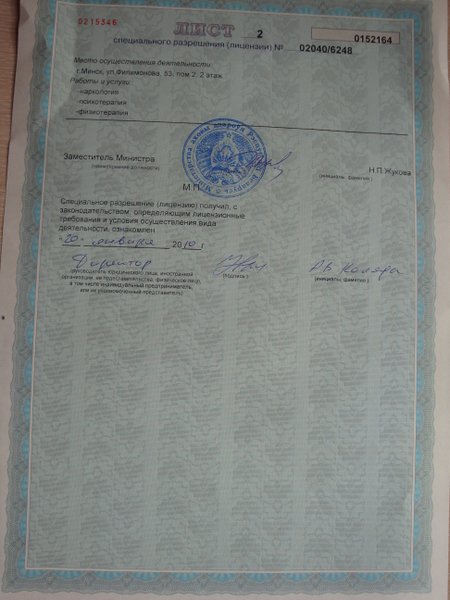 0215346
ЛИСТ 2
0152164
специального разрешения (лицензии) № 02040/6248
Место осуществления деятельности
г.Минск, ул.Филимонова, 53, пом.2, 2 этаж.
Работы и услуги:
-наркология
-психотерапия
-физиотерапия
Заместитель Министра
Н.П.Жукова
(наименование должности)
(инициалы, фамилия)
М.П.
Специальное разрешение (лицензию) получил, с
законодательством, определяющим лицензионные
требования и условия осуществления вида
деятельности, ознакомлен
"20" января 2010 г.
Директор
(руководитель юридического лица, иностранной
организации, индивидуальный предприниматель, физическое лицо,
в том числе индивидуальный предприниматель,
или их уполномоченный представитель)
(подпись)
(инициалы, фамилия)